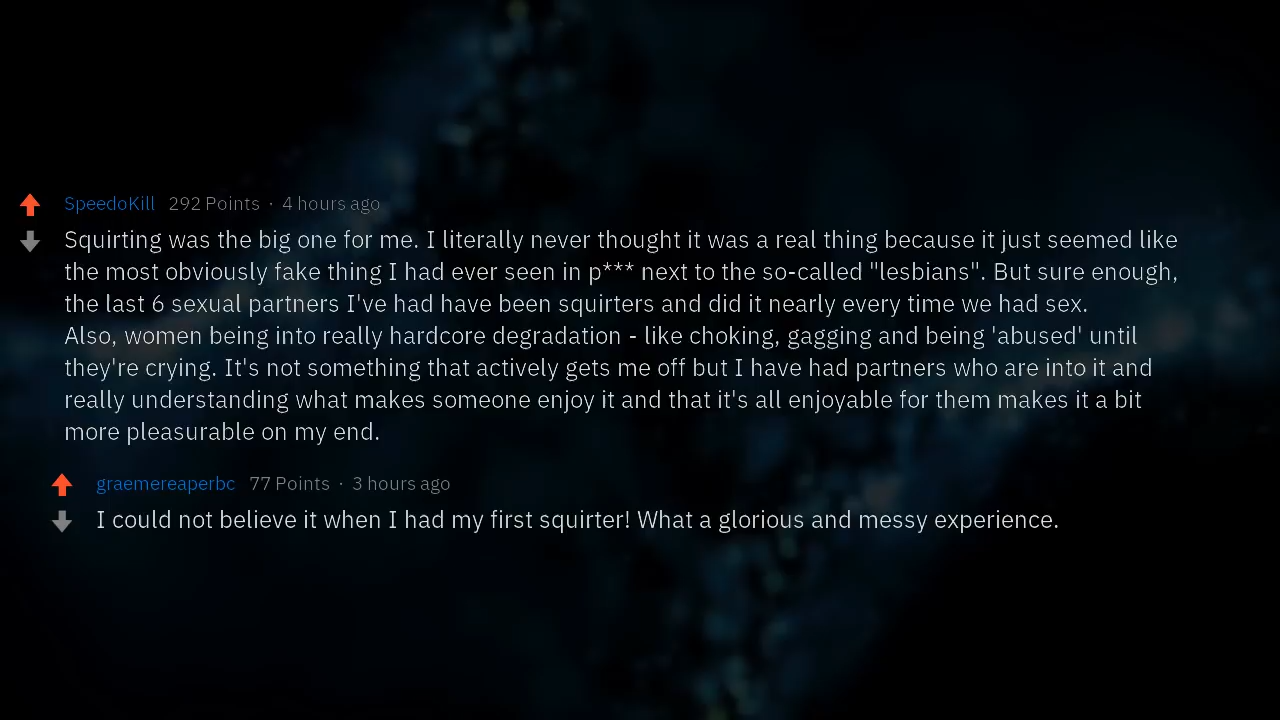 SpeedoKill 292 Points · 4 hours ago
Squirting was the big one for me. I literally never thought it was a real thing because it just seemed like
the most obviously fake thing I had ever seen in p*** next to the so-called "lesbians". But sure enough,
the last 6 sexual partners I've had have been squirters and did it nearly every time we had sex.
Also, women being into really hardcore degradation - like choking, gagging and being 'abused' until
they're crying. It's not something that actively gets me off but I have had partners who are into it and
really understanding what makes someone enjoy it and that it's all enjoyable for them makes it a bit
more pleasurable on my end.
graemereaperbc 77 Points · 3 hours ago
I could not believe it when I had my first squirter! What a glorious and messy experience.